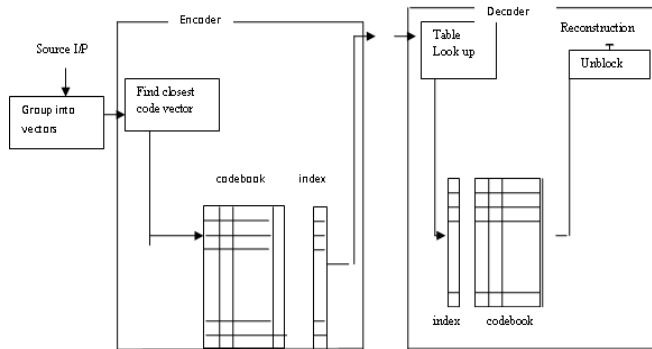 Encoder
Decoder
Source I/P
Group into
vectors
Find closest
code vector
codebook
index
Table
Look up
Reconstruction
Unblock
index
codebook